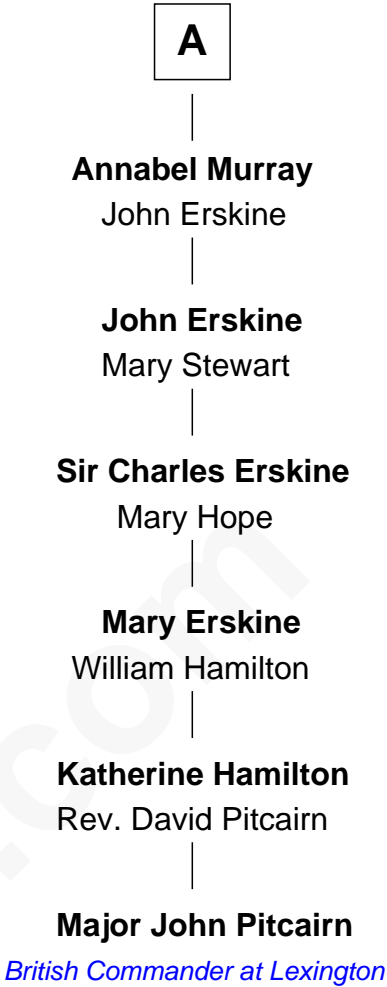 A
Annabel Murray
John Erskine
John Erskine
Mary Stewart
Sir Charles Erskine
Mary Hope
Mary Erskine
William Hamilton
Katherine Hamilton
Rev. David Pitcairn
Major John Pitcairn
British Commander at Lexington
.com